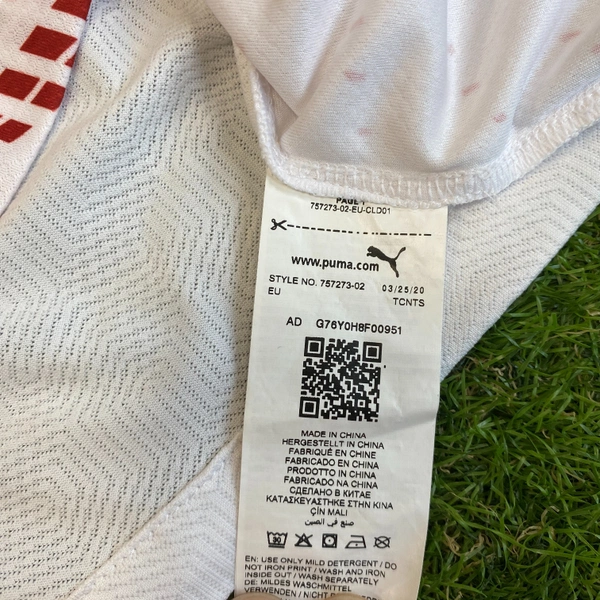 PAGE 1
757273-02-EU-CLD01
www.puma.com
STYLE NO. 757273-02 03/25/20
EU TCNTS
AD G76Y0H8F00951
MADE IN CHINA
HERGESTELLT IN CHINA
FABRIQUÉ EN CHINE
FABRICADO EN CHINA
PRODOTTO IN CHINA
FABRICADO NA CHINA
СДЕЛАНО В КИТАЕ
ΚΑΤΑΣΚΕΥΑΣΤΗΚΕ ΣΤΗΝ ΚΙΝΑ
ÇİN MALI
صنع في الصين
EN: USE ONLY MILD DETERGENT / DO
NOT IRON PRINT / WASH AND IRON
INSIDE OUT / WASH SEPARATELY
DE: MILDES WASCHMITTEL
VERWENDEN / NICHT